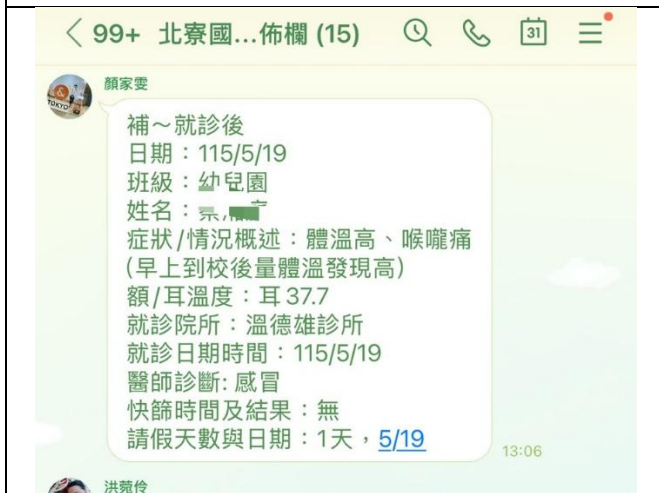 99+ 北寮國...佈欄 (15)
31
顏家雯
TOKYO
補～就診後
日期：115/5/19
班級：幼兒園
姓名：
症狀/情況概述：體溫高、喉嚨痛
(早上到校後量體溫發現高)
額/耳溫度：耳 37.7
就診院所：溫德雄診所
就診日期時間：115/5/19
醫師診斷: 感冒
快篩時間及結果：無
請假天數與日期：1天，5/19
13:06
洪菀伶